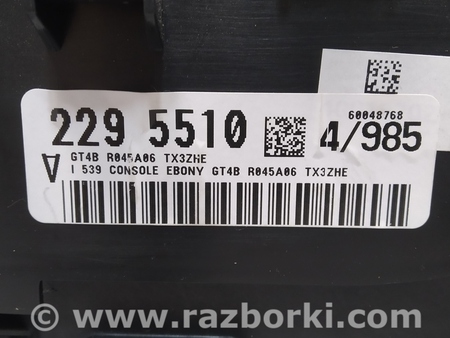 60048768
229 5510 4/985
A GT4B R045A06 TX3ZHE
I 539 CONSOLE EBONY GT4B R045A06 TX3ZHE
© www.razborki.com